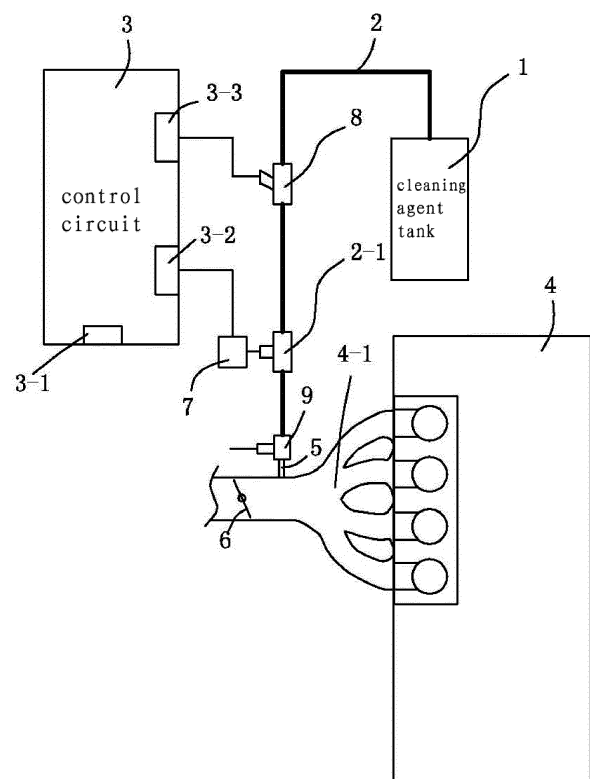 3
2
1
3-3
8
control
circuit
cleaning
agent
tank
3-2
2-1
4
3-1
7
4-1
9
5
6